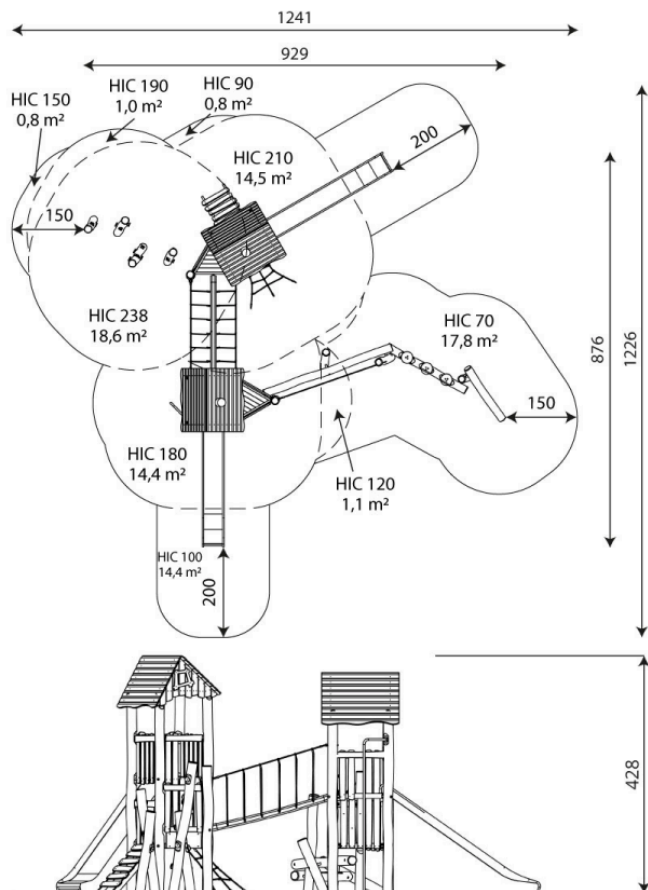 1241
929
HIC 190
1,0 m²
HIC 90
0,8 m²
HIC 150
0,8 m²
HIC 210
14,5 m²
200
150
HIC 238
18,6 m²
HIC 70
17,8 m²
876
1226
150
HIC 180
14,4 m²
HIC 120
1,1 m²
HIC 100
14,4 m²
200
428